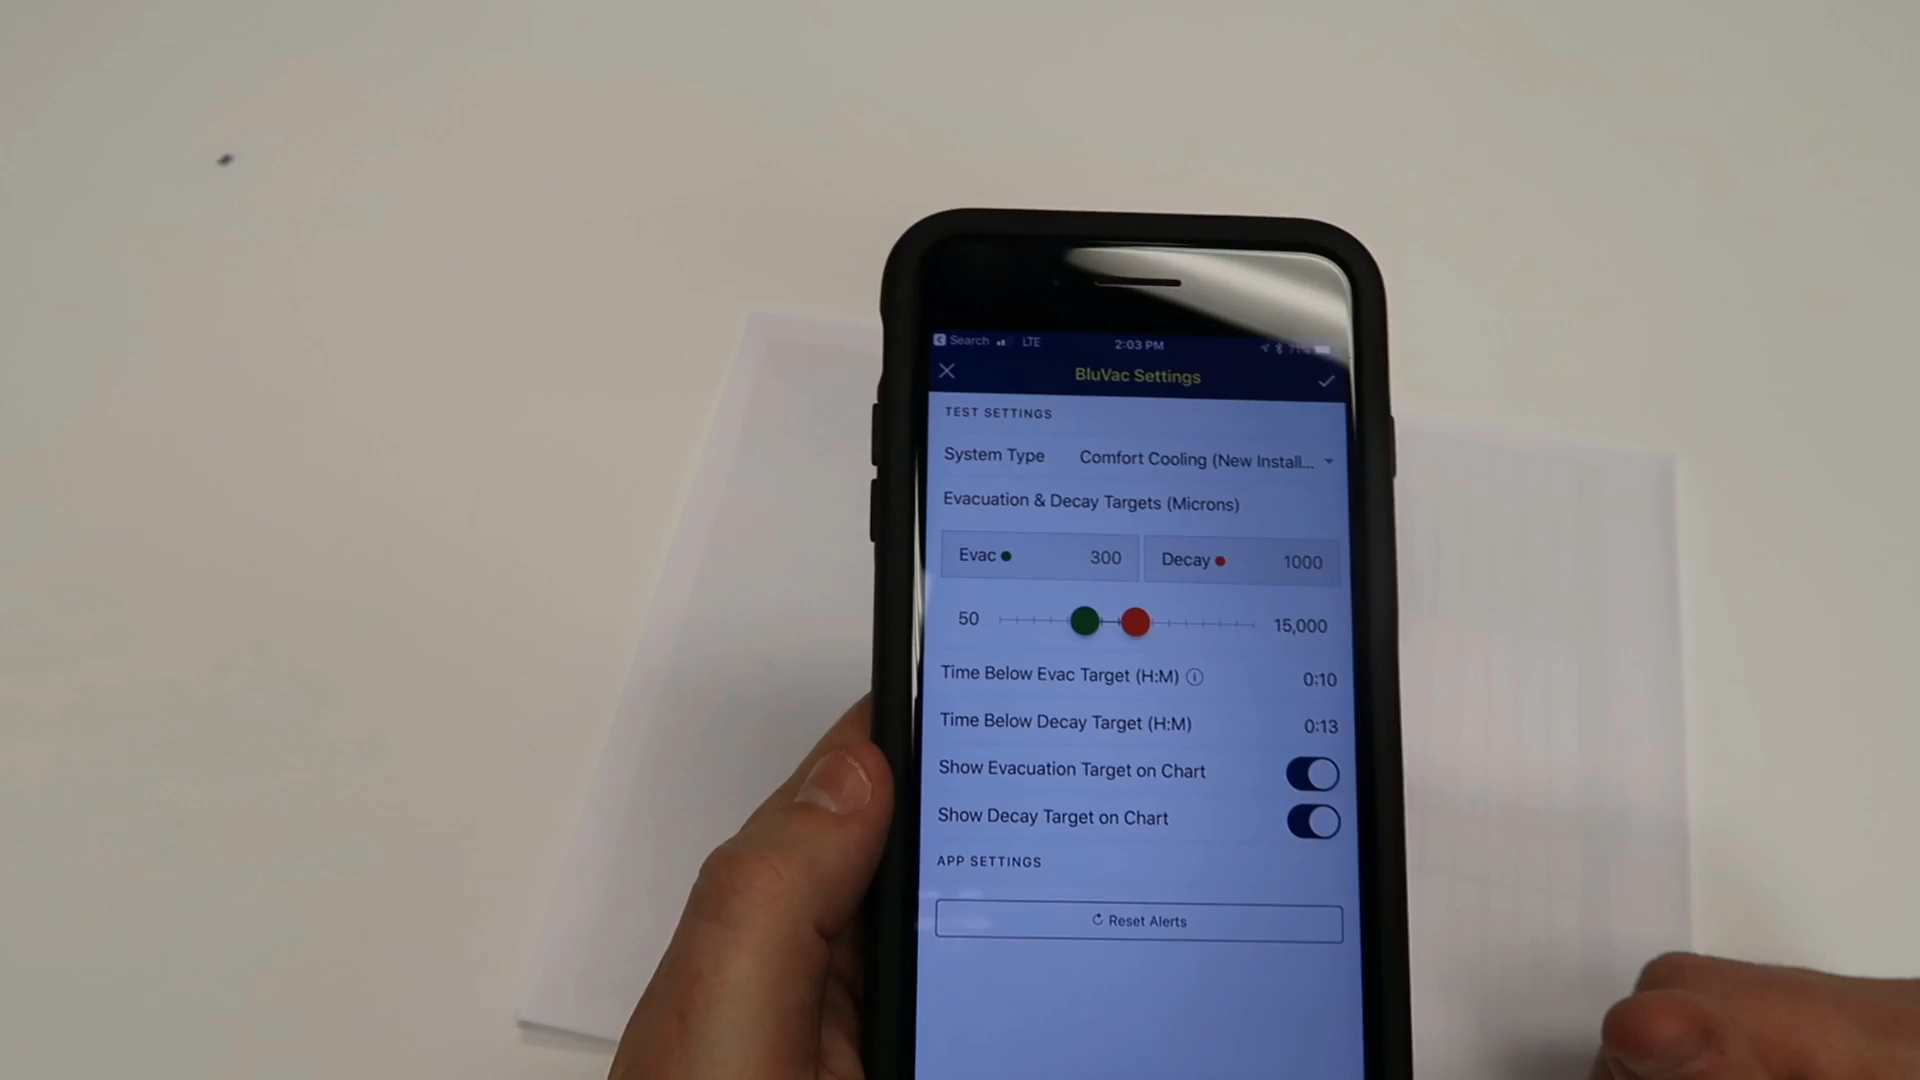 Search LTE 2:03 PM
BluVac Settings
TEST SETTINGS
System Type Comfort Cooling (New Install...
Evacuation & Decay Targets (Microns)
Evac 300 Decay 1000
50 15,000
Time Below Evac Target (H:M) 0:10
Time Below Decay Target (H:M) 0:13
Show Evacuation Target on Chart
Show Decay Target on Chart
APP SETTINGS
Reset Alerts